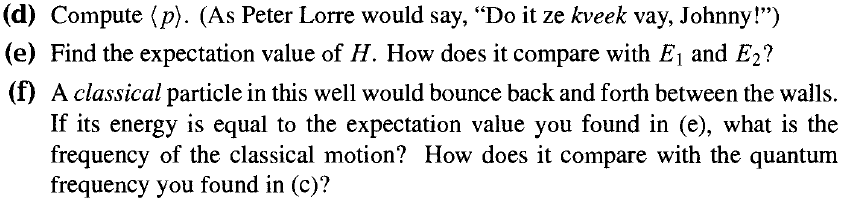 (d) Compute ⟨p⟩. (As Peter Lorre would say, “Do it ze kveek vay, Johnny!”)
(e) Find the expectation value of H. How does it compare with E₁ and E₂?
(f) A classical particle in this well would bounce back and forth between the walls.
If its energy is equal to the expectation value you found in (e), what is the
frequency of the classical motion? How does it compare with the quantum
frequency you found in (c)?